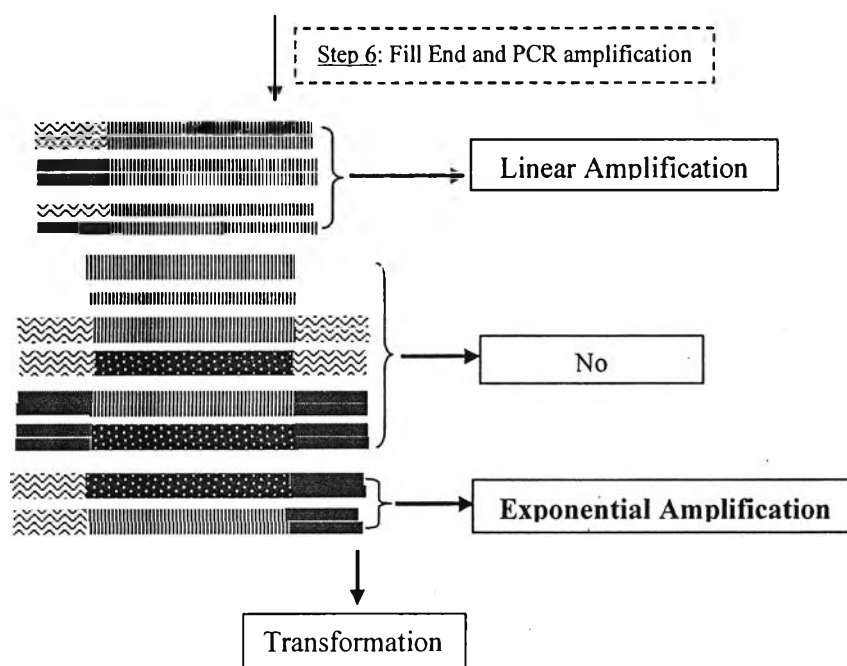 Step 6: Fill End and PCR amplification
Linear Amplification
No
Exponential Amplification
Transformation